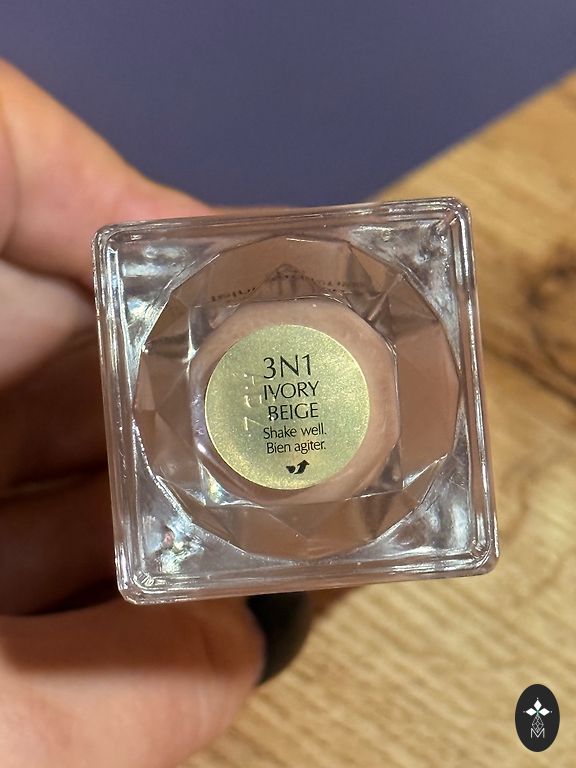 3N1
IVORY
BEIGE
Shake well.
Bien agiter.